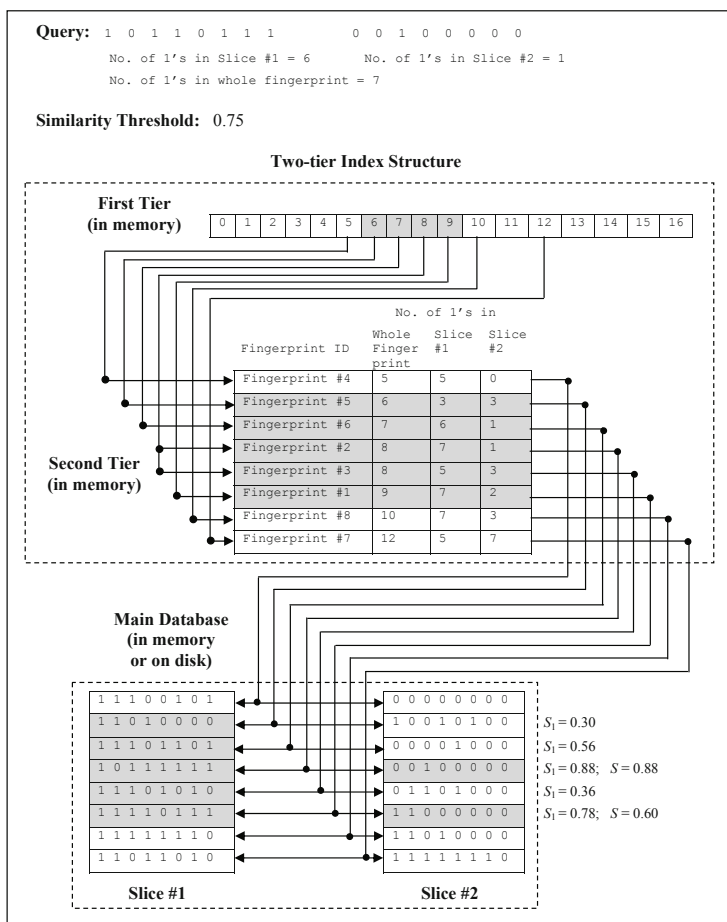 Query: 1 0 1 1 0 1 1 1 0 0 1 0 0 0 0 0
No. of 1's in Slice #1 = 6 No. of 1's in Slice #2 = 1
No. of 1's in whole fingerprint = 7
Similarity Threshold: 0.75
Two-tier Index Structure
First Tier
(in memory)
0 1 2 3 4 5 6 7 8 9 10 11 12 13 14 15 16
No. of 1's in
Fingerprint ID Whole Finger print Slice #1 Slice #2
Fingerprint #4 5 5 0
Fingerprint #5 6 3 3
Fingerprint #6 7 6 1
Fingerprint #2 8 7 1
Fingerprint #3 8 5 3
Fingerprint #1 9 7 2
Fingerprint #8 10 7 3
Fingerprint #7 12 5 7
Second Tier
(in memory)
Main Database
(in memory
or on disk)
1 1 1 0 0 1 0 1 0 0 0 0 0 0 0 0
1 1 0 1 0 0 0 0 1 0 0 1 0 1 0 0 S1 = 0.30
1 1 1 0 1 1 0 1 0 0 0 0 1 0 0 0 S1 = 0.56
1 0 1 1 1 1 1 1 0 0 1 0 0 0 0 0 S1 = 0.88; S = 0.88
1 1 1 0 1 0 1 0 0 1 1 0 1 0 0 0 S1 = 0.36
1 1 1 1 0 1 1 1 1 1 0 0 0 0 0 0 S1 = 0.78; S = 0.60
1 1 1 1 1 1 1 0 1 1 0 1 0 0 0 0
1 1 0 1 1 0 1 0 1 1 1 1 1 1 1 0
Slice #1 Slice #2